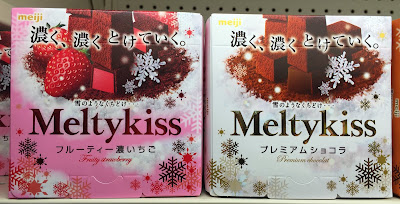 meiji
濃く、濃く とけていく。
雪のようなくちどけ
Meltykiss
フルーティー濃いちご
Fruity strawberry
meiji
濃く、濃く とけていく。
雪のようなくちどけ
Meltykiss
プレミアムショコラ
Premium chocolat